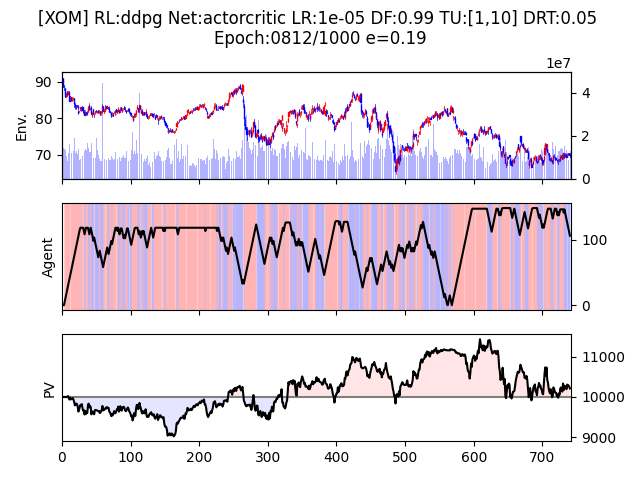 [XOM] RL:ddpg Net:actorcritic LR:1e-05 DF:0.99 TU:[1,10] DRT:0.05
Epoch:0812/1000 e=0.19
1e7
90
80
70
Env.
4
2
0
Agent
100
0
PV
11000
10000
9000
0 100 200 300 400 500 600 700